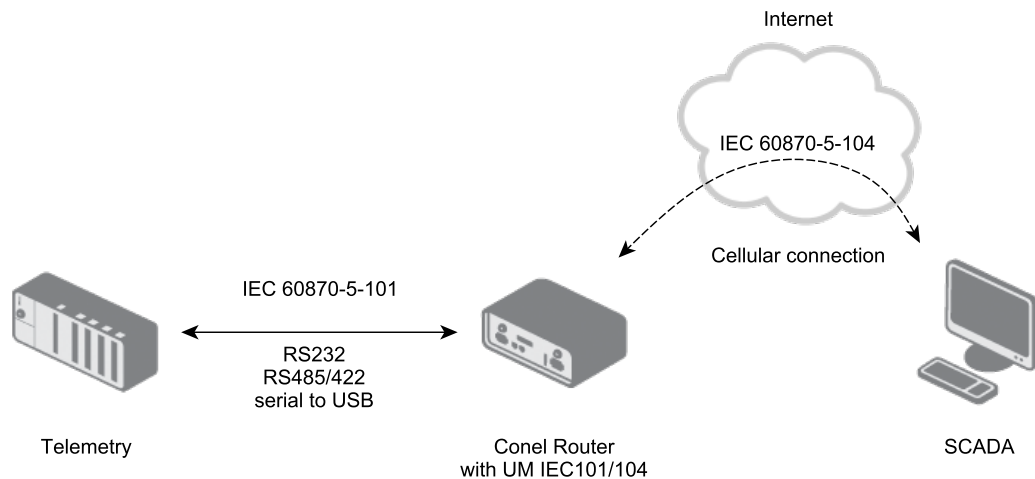 Internet
IEC 60870-5-104
Cellular connection
IEC 60870-5-101
RS232
RS485/422
serial to USB
Telemetry
Conel Router
with UM IEC101/104
SCADA